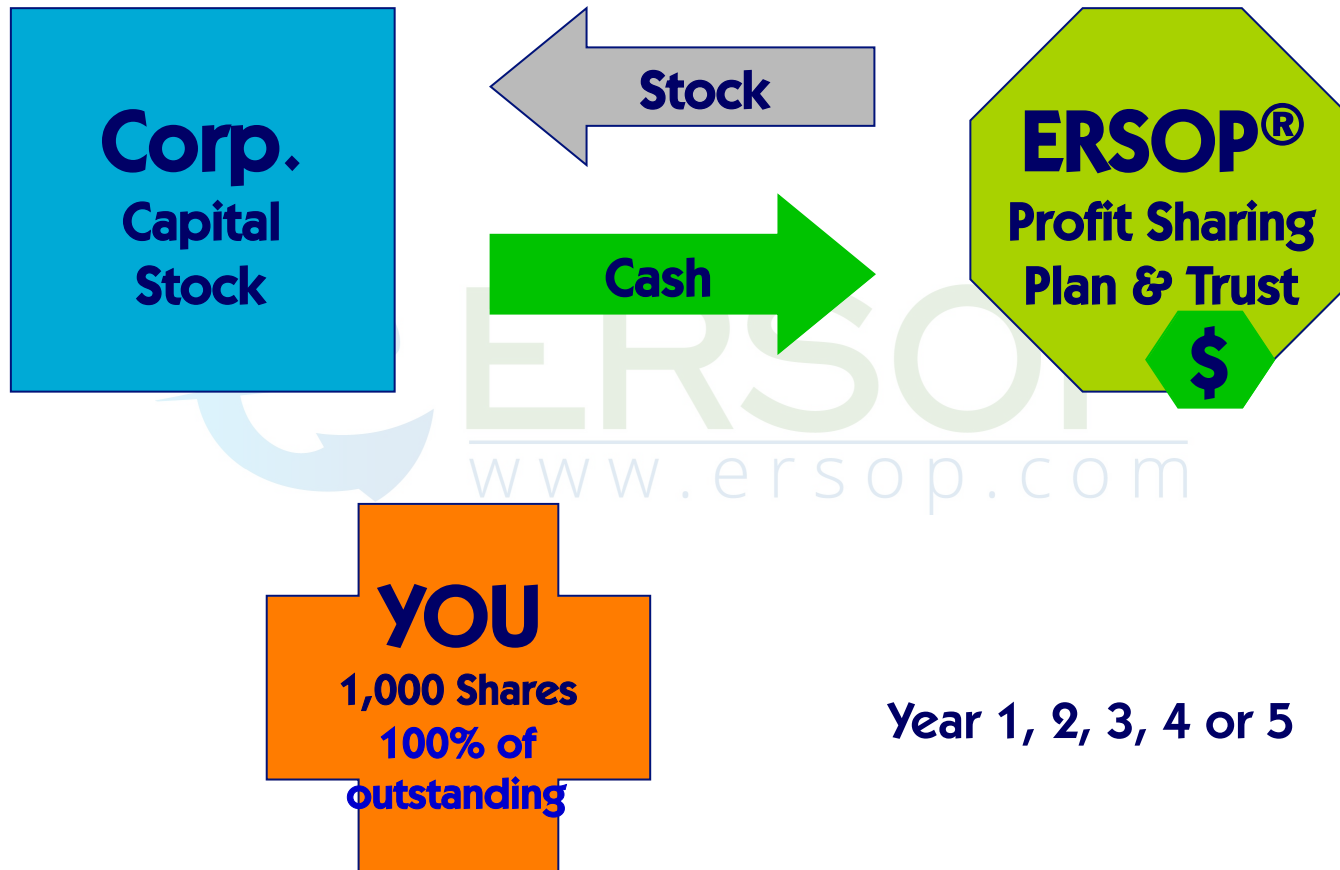 Corp.
Capital
Stock
Stock
Cash
ERSOP®
Profit Sharing
Plan & Trust
$
ERSOP
www.ersop.com
YOU
1,000 Shares
100% of
outstanding
Year 1, 2, 3, 4 or 5